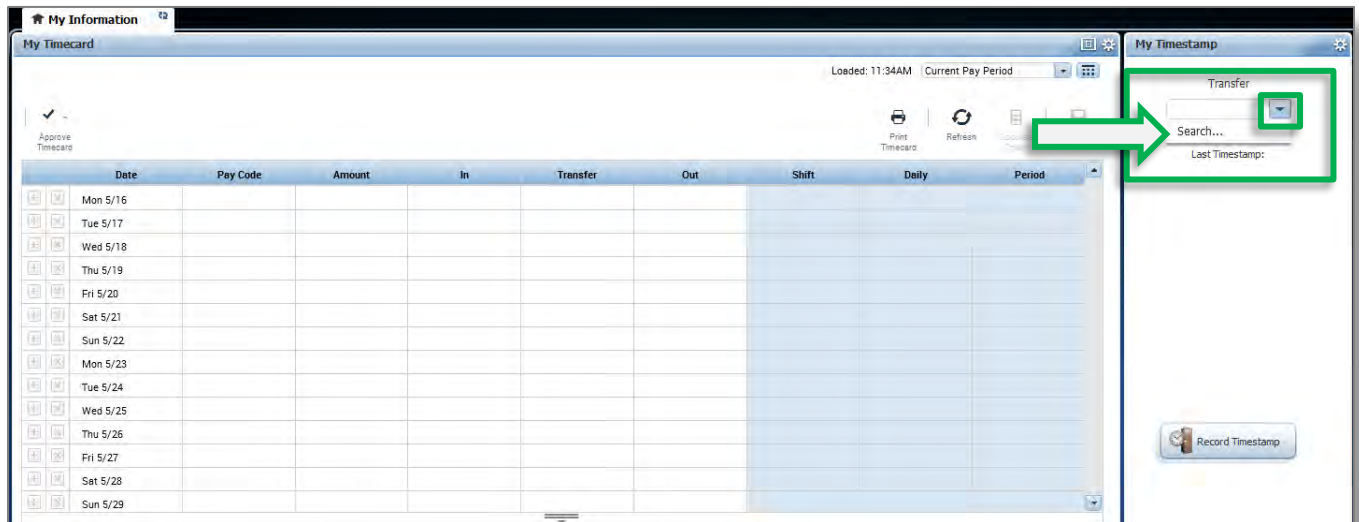 My Information
My Timecard
Loaded: 11:34AM Current Pay Period
Approve
Timecard
Print
Timecard
Refresh
Date Pay Code Amount In Transfer Out Shift Daily Period
Mon 5/16
Tue 5/17
Wed 5/18
Thu 5/19
Fri 5/20
Sat 5/21
Sun 5/22
Mon 5/23
Tue 5/24
Wed 5/25
Thu 5/26
Fri 5/27
Sat 5/28
Sun 5/29
My Timestamp
Transfer
Search...
Last Timestamp:
Record Timestamp